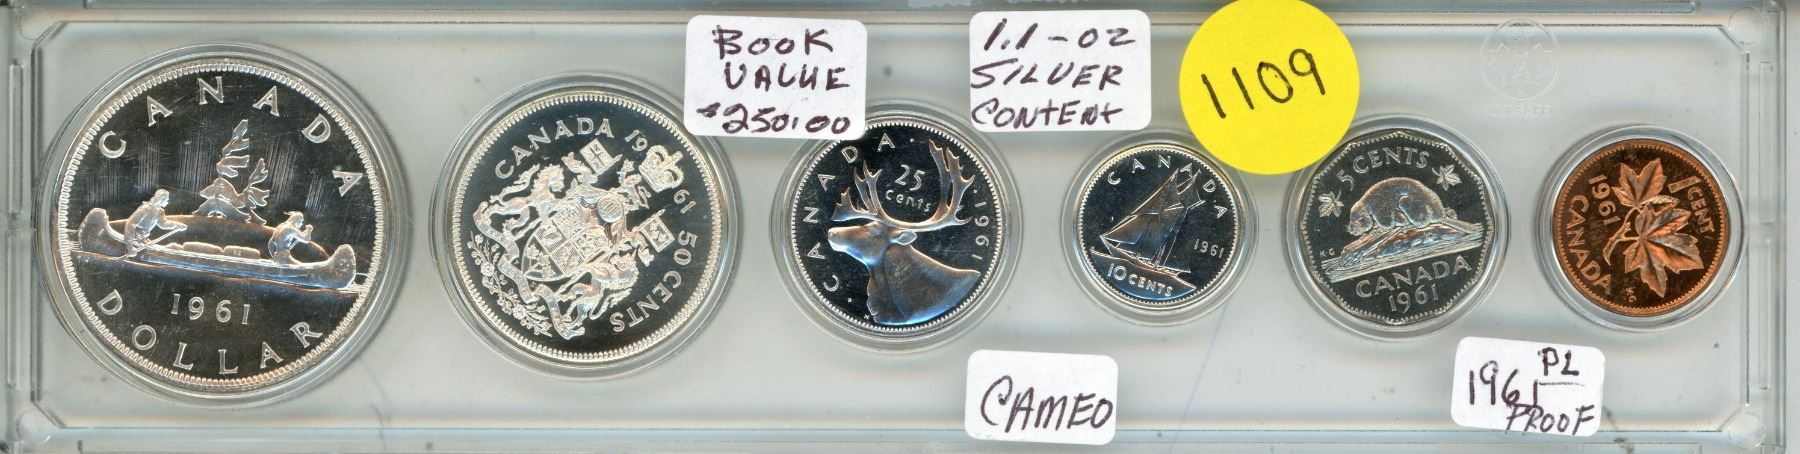 BOOK
VALUE
$250.00
1.1-OZ
SILVER
CONTENT
1109
CANADA
1961
DOLLAR
CANADA 1961
50 CENTS
CANADA 1961
25
cents
CANADA
1961
10 CENTS
5 CENTS
K·G
CANADA
1961
1 CENT
1961
CANADA
CAMEO
1961 PL
PROOF